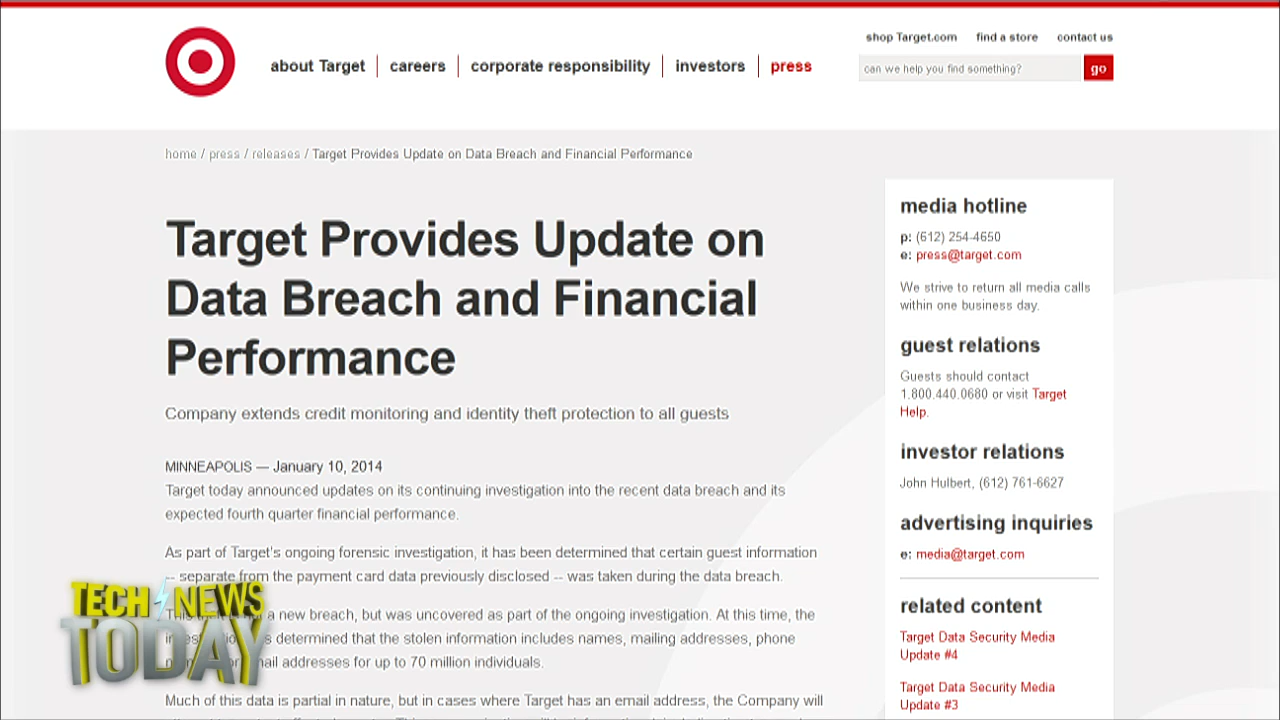 shop Target.com find a store contact us
about Target careers corporate responsibility investors press
can we help you find something? go
home / press / releases / Target Provides Update on Data Breach and Financial Performance
Target Provides Update on
Data Breach and Financial
Performance
Company extends credit monitoring and identity theft protection to all guests
MINNEAPOLIS — January 10, 2014
Target today announced updates on its continuing investigation into the recent data breach and its
expected fourth quarter financial performance.
As part of Target's ongoing forensic investigation, it has been determined that certain guest information
-- separate from the payment card data previously disclosed -- was taken during the data breach.
a new breach, but was uncovered as part of the ongoing investigation. At this time, the
determined that the stolen information includes names, mailing addresses, phone
addresses for up to 70 million individuals.
Much of this data is partial in nature, but in cases where Target has an email address, the Company will
media hotline
p: (612) 254-4650
e: press@target.com
We strive to return all media calls
within one business day.
guest relations
Guests should contact
1.800.440.0680 or visit Target
Help.
investor relations
John Hulbert, (612) 761-6627
advertising inquiries
e: media@target.com
related content
Target Data Security Media
Update #4
Target Data Security Media
Update #3
TECH NEWS
TODAY